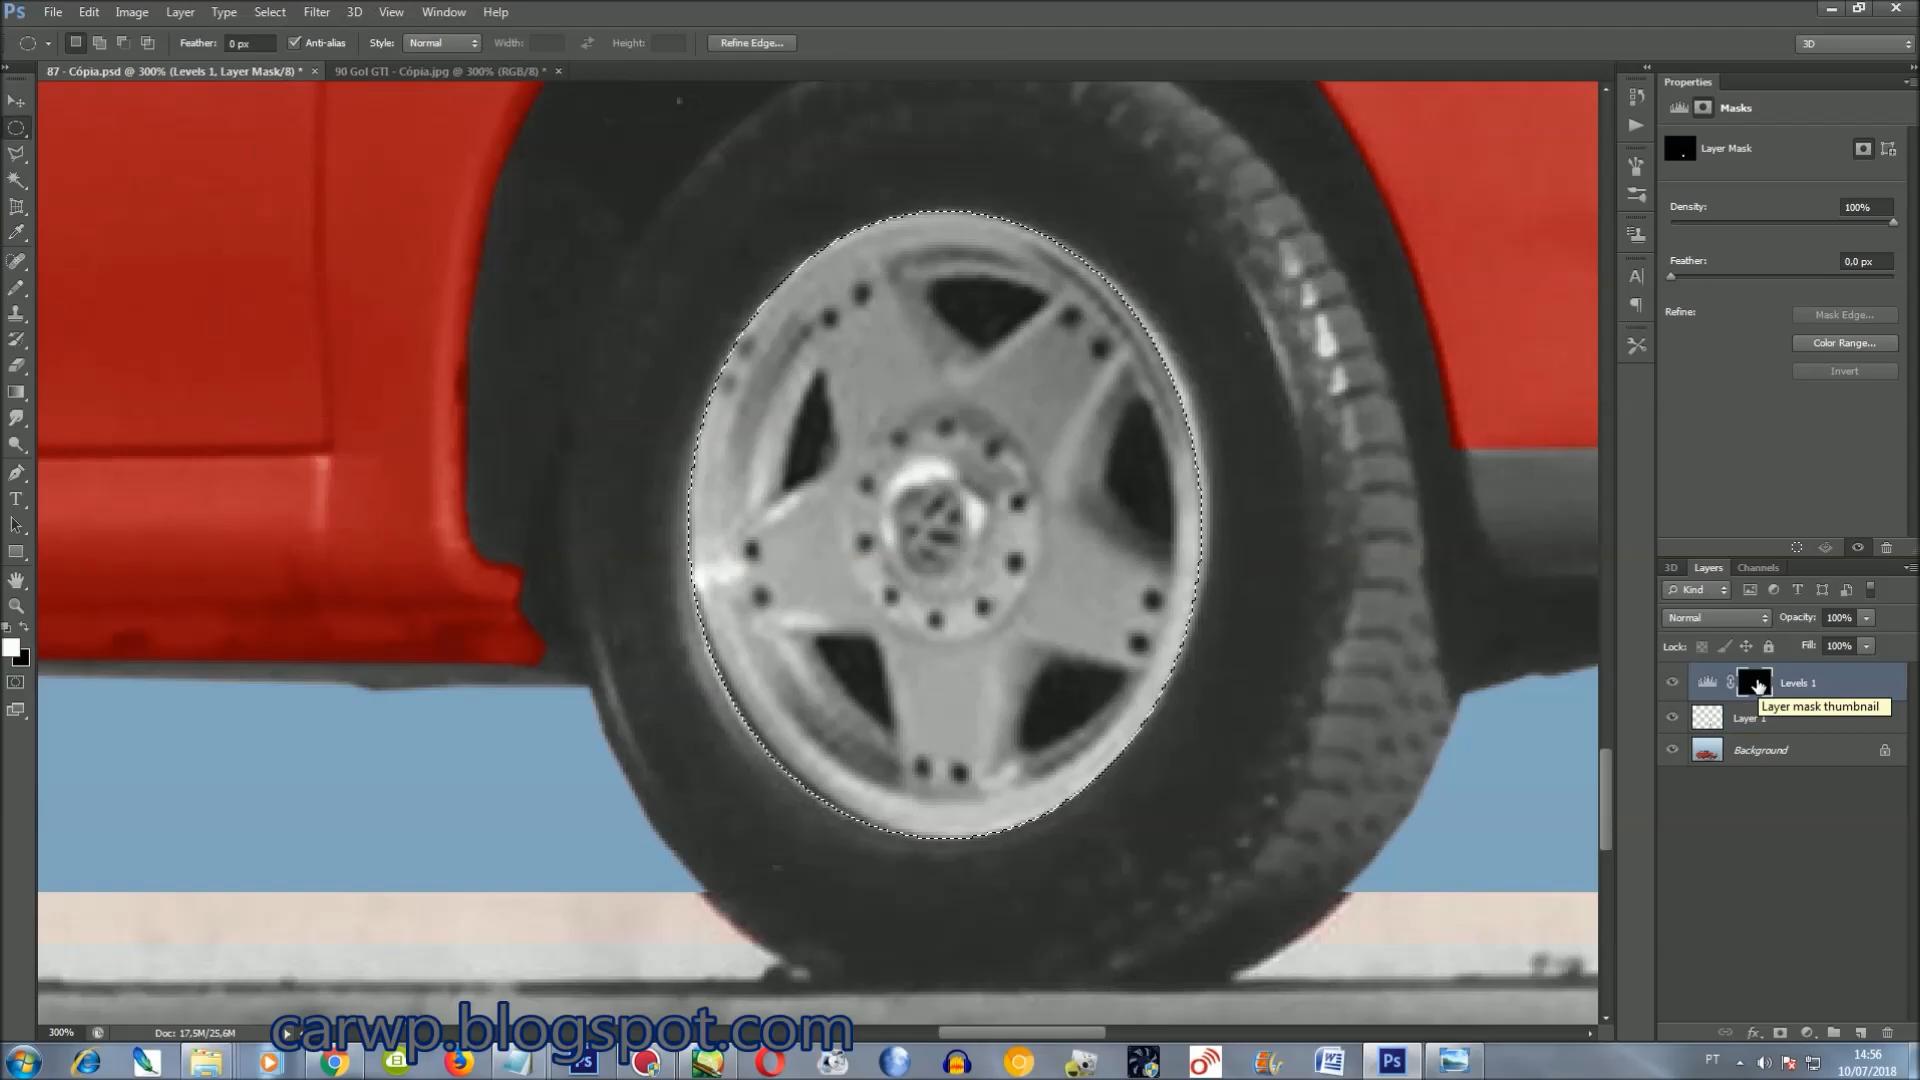 Ps File Edit Image Layer Type Select Filter 3D View Window Help
Feather: 0 px Anti-alias Style: Normal Width: Height: Refine Edge... 3D
87 - Cópia.psd @ 300% (Levels 1, Layer Mask/8) * × 90 Gol GTI - Cópia.jpg @ 300% (RGB/8) * ×
Properties
Masks
Layer Mask
Density: 100%
Feather: 0,0 px
Refine: Mask Edge...
Color Range...
Invert
3D Layers Channels
Kind
Normal Opacity: 100%
Lock: Fill: 100%
Levels 1
Layer mask thumbnail
Layer 1
Background
300% Doc: 17,5M/25,6M
carwp.blogspot.com
PT 14:56
10/07/2018